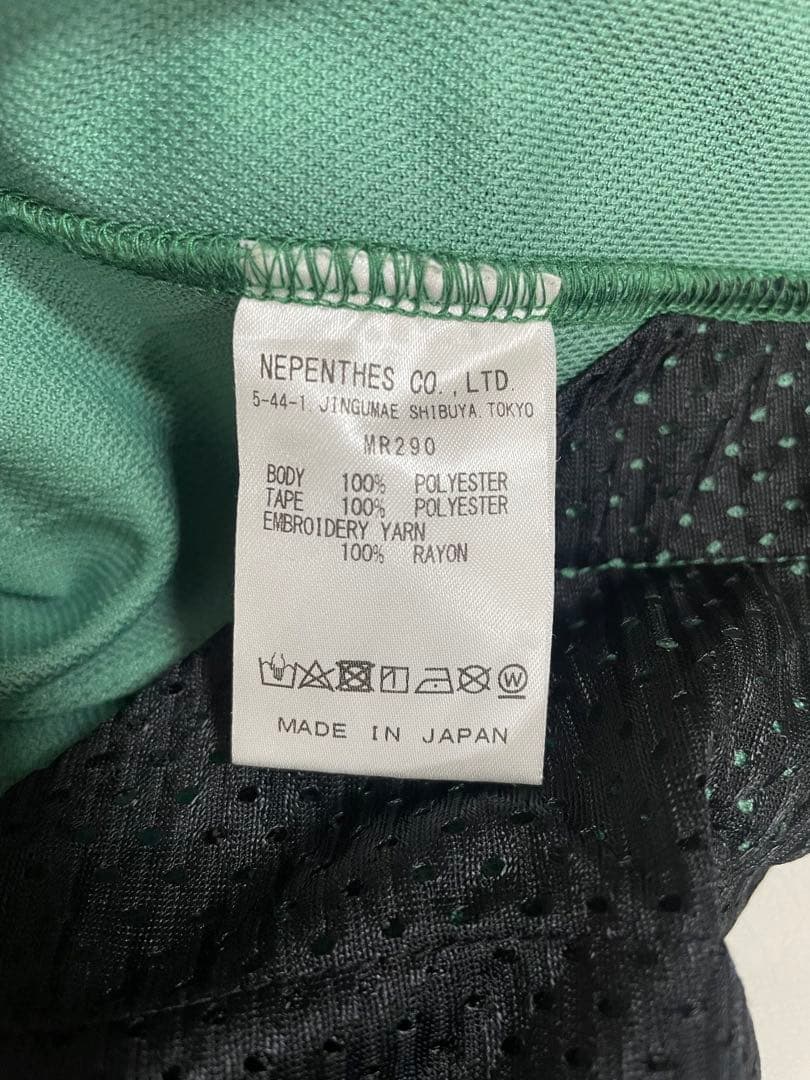 NEPENTHES CO.,LTD.
5-44-1. JINGUMAE SHIBUYA. TOKYO
MR290
BODY 100% POLYESTER
TAPE 100% POLYESTER
EMBROIDERY YARN
100% RAYON
W
MADE IN JAPAN